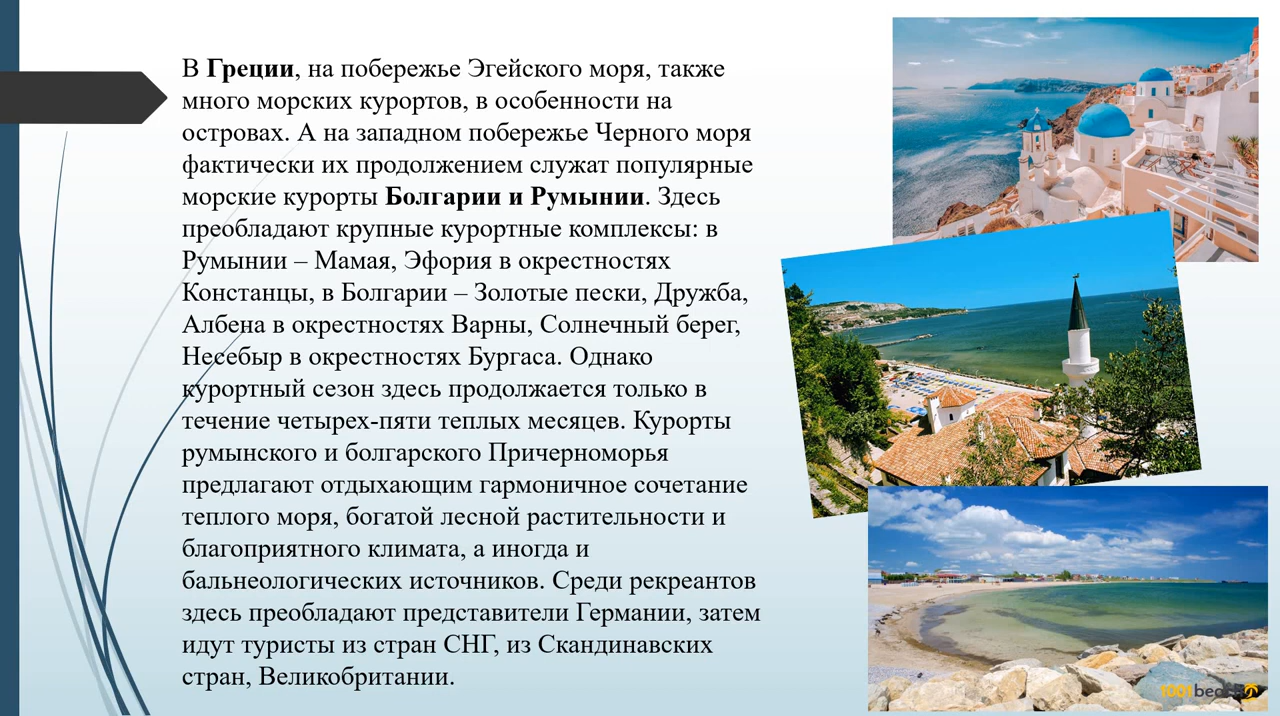 В Греции, на побережье Эгейского моря, также
много морских курортов, в особенности на
островах. А на западном побережье Черного моря
фактически их продолжением служат популярные
морские курорты Болгарии и Румынии. Здесь
преобладают крупные курортные комплексы: в
Румынии – Мамая, Эфория в окрестностях
Констанцы, в Болгарии – Золотые пески, Дружба,
Албена в окрестностях Варны, Солнечный берег,
Несебыр в окрестностях Бургаса. Однако
курортный сезон здесь продолжается только в
течение четырех-пяти теплых месяцев. Курорты
румынского и болгарского Причерноморья
предлагают отдыхающим гармоничное сочетание
теплого моря, богатой лесной растительности и
благоприятного климата, а иногда и
бальнеологических источников. Среди рекреантов
здесь преобладают представители Германии, затем
идут туристы из стран СНГ, из Скандинавских
стран, Великобритании.